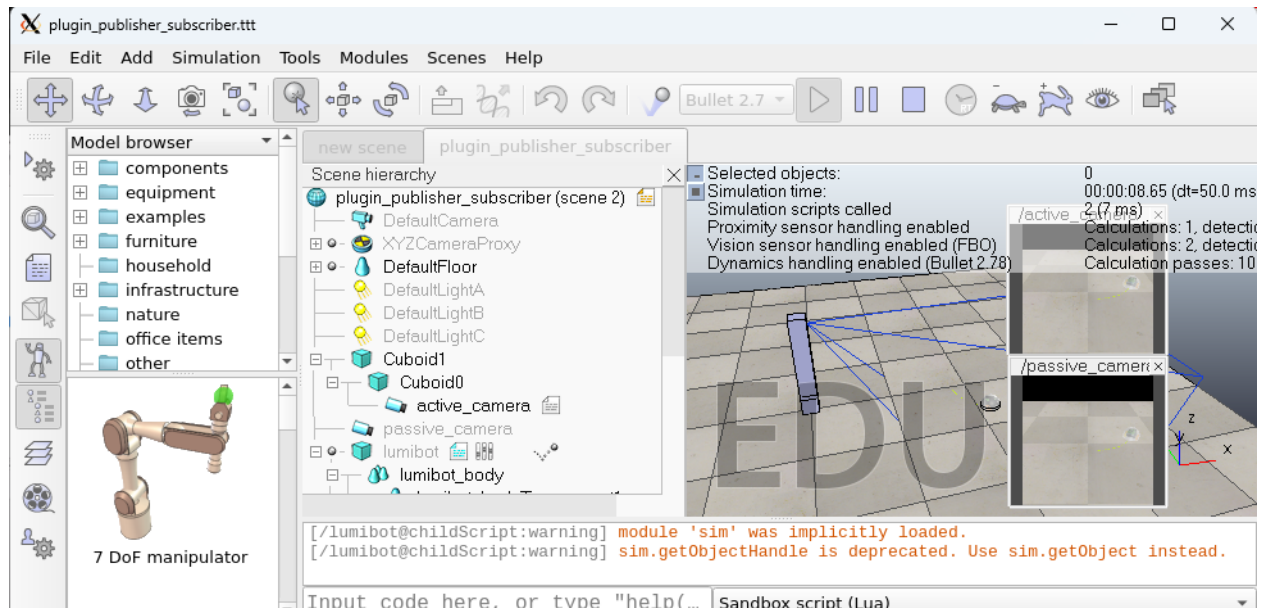 plugin_publisher_subscriber.ttt
File Edit Add Simulation Tools Modules Scenes Help
Bullet 2.7
Model browser
components
equipment
examples
furniture
household
infrastructure
nature
office items
other
7 DoF manipulator
new scene plugin_publisher_subscriber
Scene hierarchy
plugin_publisher_subscriber (scene 2)
DefaultCamera
XYZCameraProxy
DefaultFloor
DefaultLightA
DefaultLightB
DefaultLightC
Cuboid1
Cuboid0
active_camera
passive_camera
lumibot
lumibot_body
Selected objects: 0
Simulation time: 00:00:08.65 (dt=50.0 ms
Simulation scripts called 2 (7 ms)
Proximity sensor handling enabled Calculations: 1, detectio
Vision sensor handling enabled (FBO) Calculations: 2, detectio
Dynamics handling enabled (Bullet 2.78) Calculation passes: 10
/active_camera
/passive_camer
EDU
z
x
[/lumibot@childScript:warning] module 'sim' was implicitly loaded.
[/lumibot@childScript:warning] sim.getObjectHandle is deprecated. Use sim.getObject instead.
Input code here, or type "help(… Sandbox script (Lua)